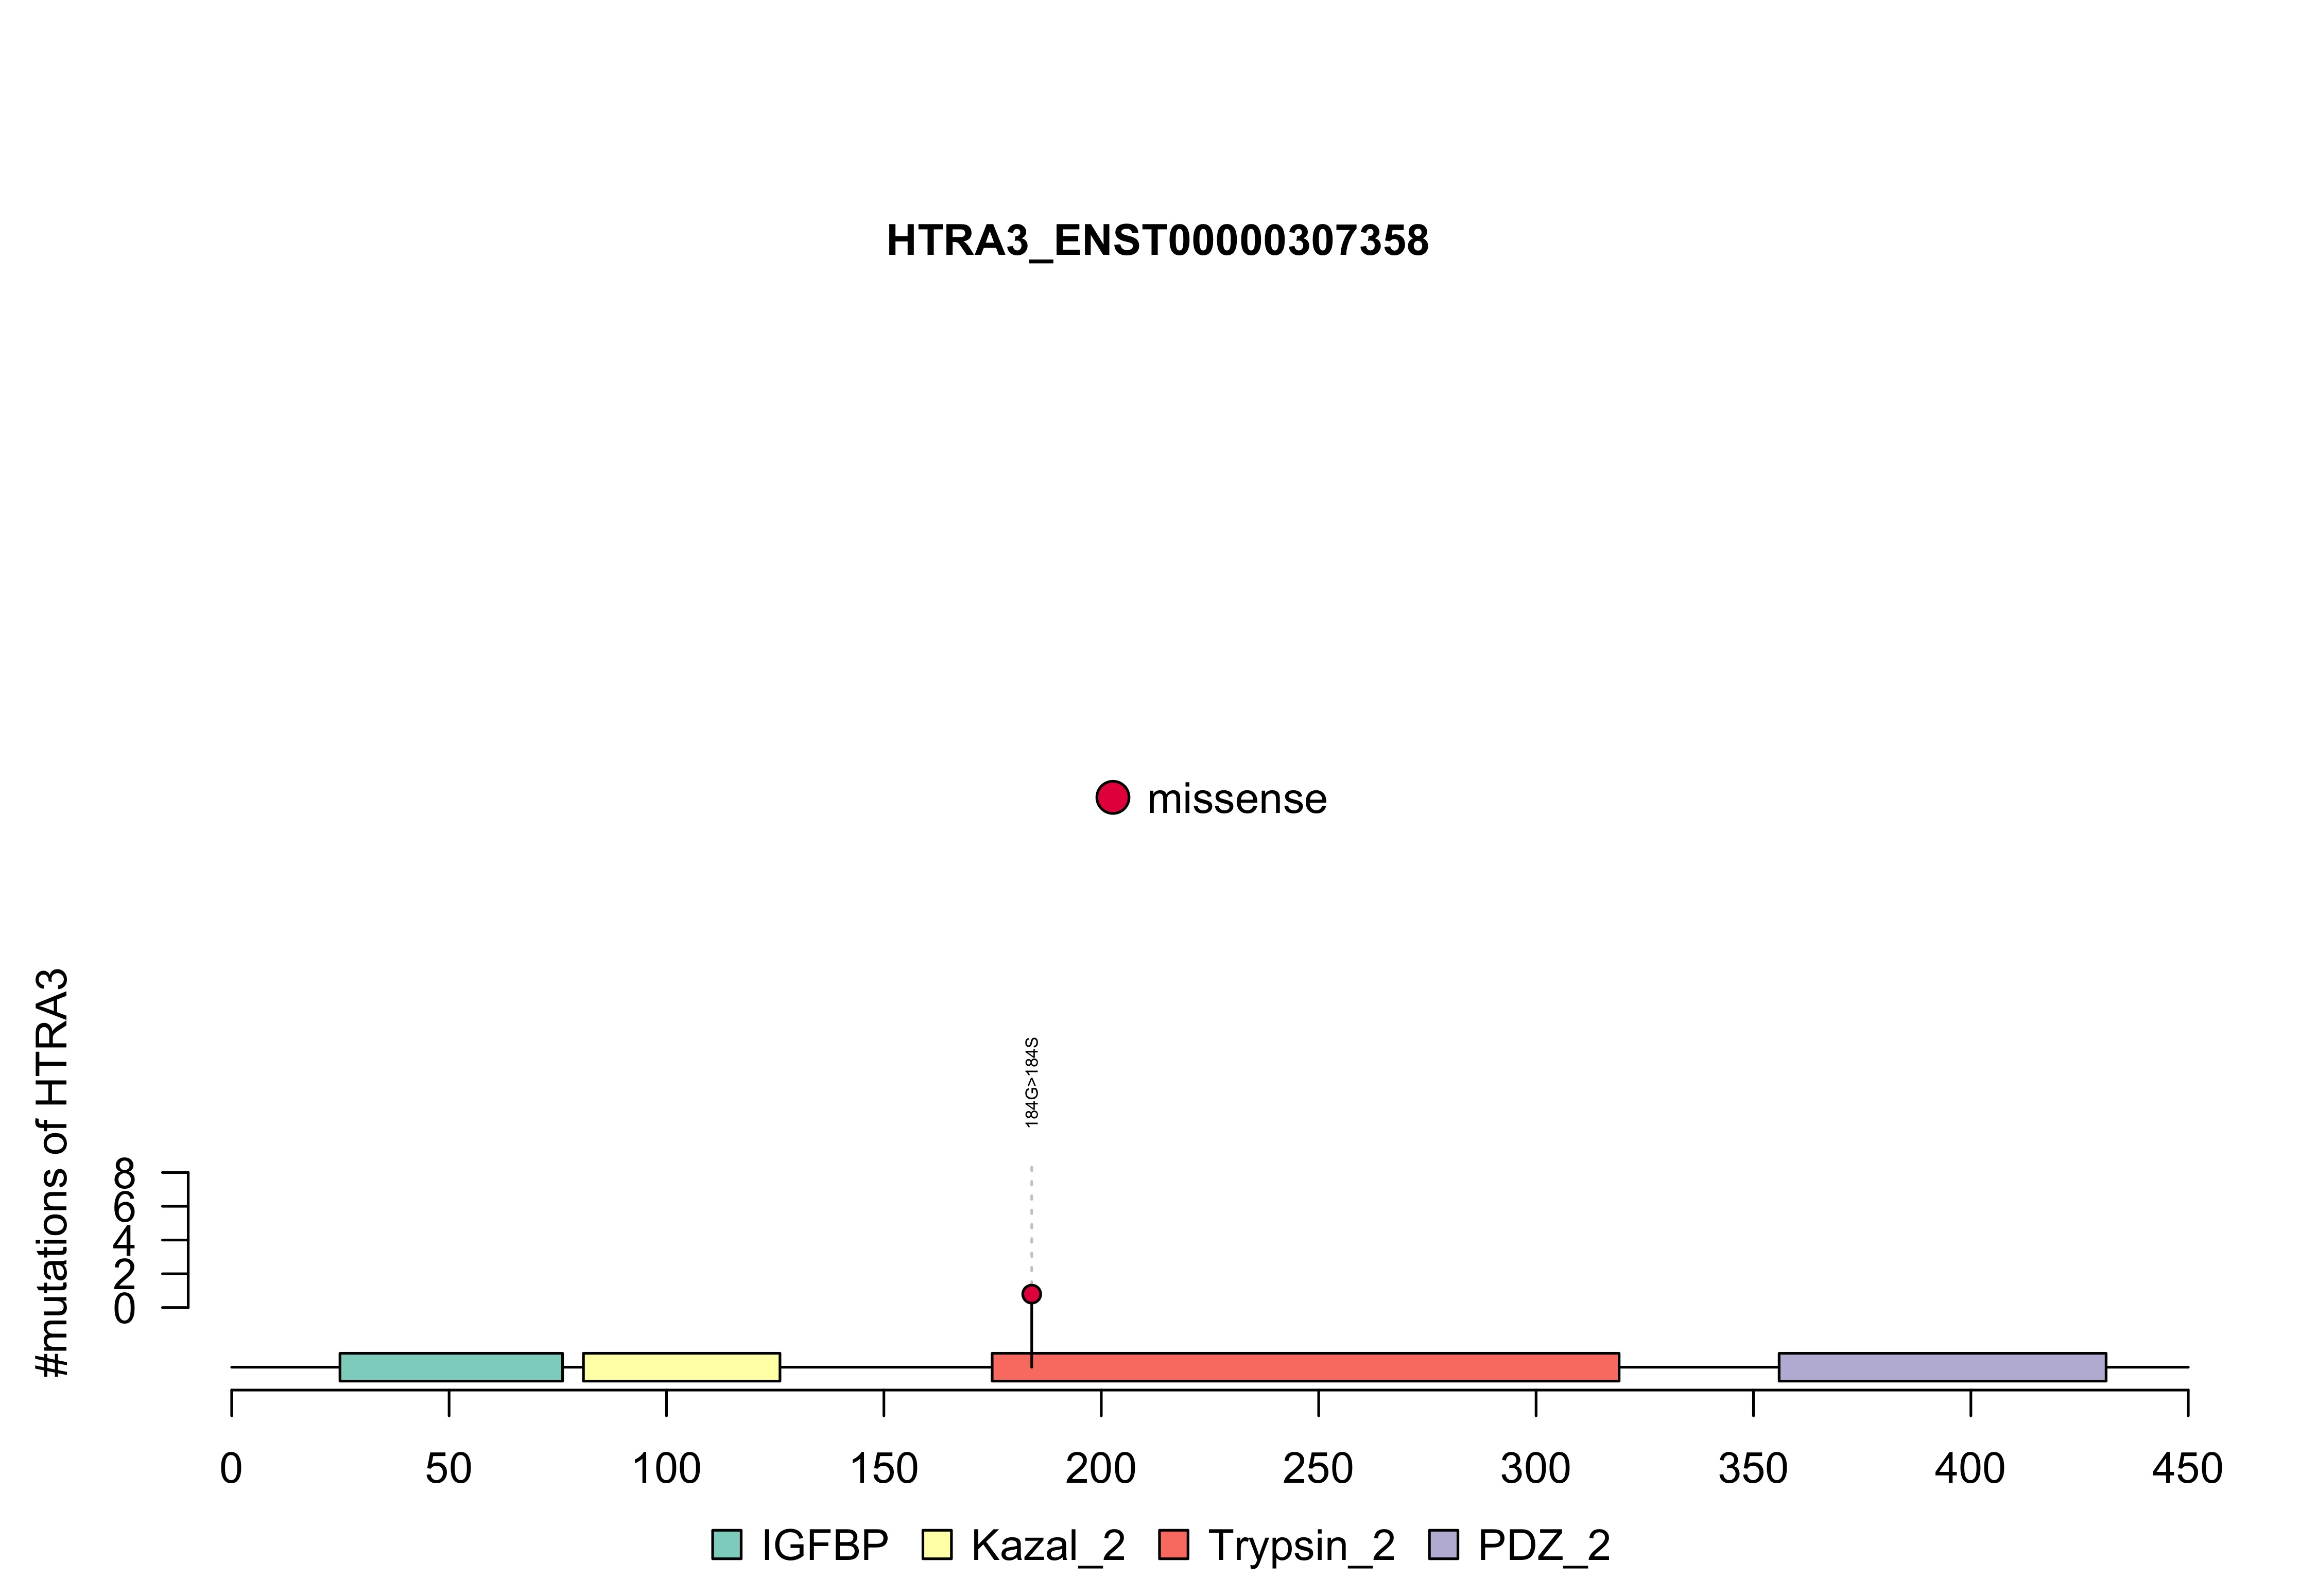 HTRA3_ENST00000307358
missense
#mutations of HTRA3
184G>184S
8
6
4
2
0
0 50 100 150 200 250 300 350 400 450
IGFBP Kazal_2 Trypsin_2 PDZ_2